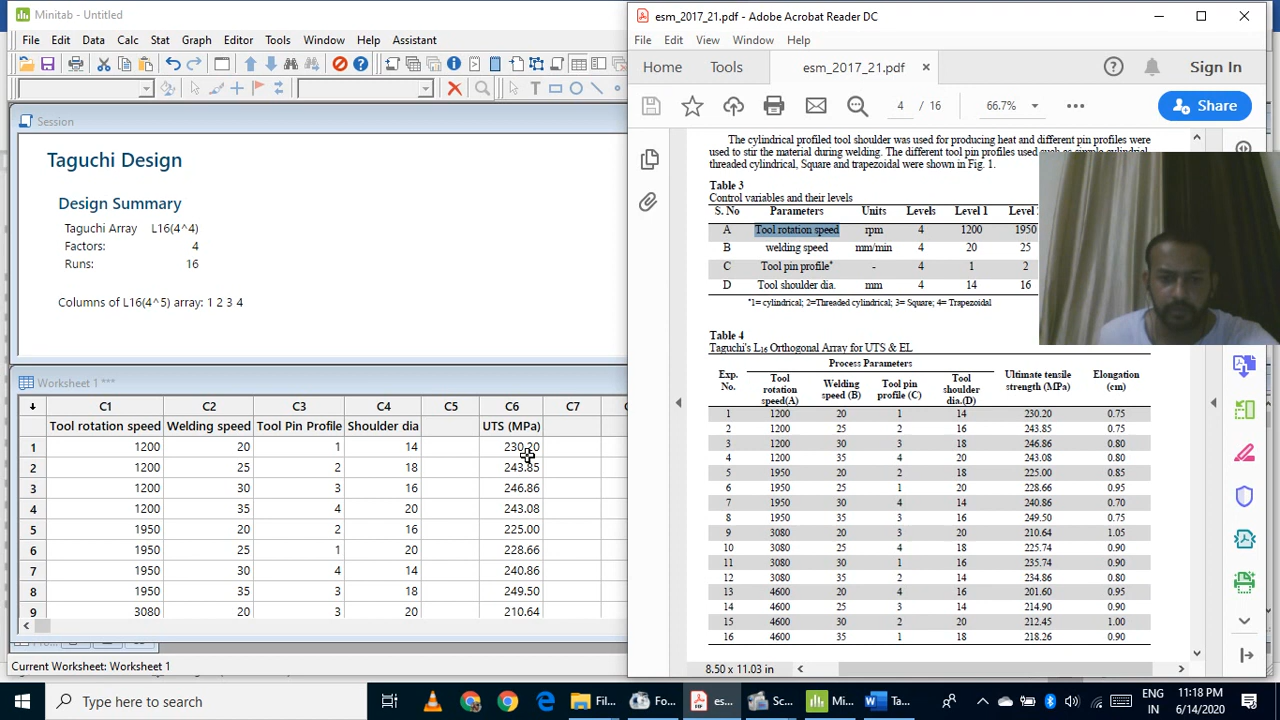 Minitab - Untitled
File Edit Data Calc Stat Graph Editor Tools Window Help Assistant
Session
Taguchi Design
Design Summary
Taguchi Array L16(4^4)
Factors: 4
Runs: 16
Columns of L16(4^5) array: 1 2 3 4
Worksheet 1 ***
C1 C2 C3 C4 C5 C6 C7
Tool rotation speed Welding speed Tool Pin Profile Shoulder dia UTS (MPa)
1 1200 20 1 14 230.20
2 1200 25 2 18 243.85
3 1200 30 3 16 246.86
4 1200 35 4 20 243.08
5 1950 20 2 16 225.00
6 1950 25 1 20 228.66
7 1950 30 4 14 240.86
8 1950 35 3 18 249.50
9 3080 20 3 20 210.64
Current Worksheet: Worksheet 1
esm_2017_21.pdf - Adobe Acrobat Reader DC
File Edit View Window Help
Home Tools esm_2017_21.pdf Sign In
4 / 16 66.7% Share
The cylindrical profiled tool shoulder was used for producing heat and different pin profiles were
used to stir the material during welding. The different tool pin profiles used such as simple cylindrical,
threaded cylindrical, Square and trapezoidal were shown in Fig. 1.
Table 3
Control variables and their levels
S. No Parameters Units Levels Level 1 Level
A Tool rotation speed rpm 4 1200 1950
B welding speed mm/min 4 20 25
C Tool pin profile* - 4 1 2
D Tool shoulder dia. mm 4 14 16
*1= cylindrical; 2=Threaded cylindrical; 3= Square; 4= Trapezoidal
Table 4
Taguchi's L16 Orthogonal Array for UTS & EL
Process Parameters
Exp. No. Tool rotation speed(A) Welding speed (B) Tool pin profile (C) Tool shoulder dia.(D) Ultimate tensile strength (MPa) Elongation (cm)
1 1200 20 1 14 230.20 0.75
2 1200 25 2 16 243.85 0.75
3 1200 30 3 18 246.86 0.80
4 1200 35 4 20 243.08 0.80
5 1950 20 2 18 225.00 0.85
6 1950 25 1 20 228.66 0.95
7 1950 30 4 14 240.86 0.70
8 1950 35 3 16 249.50 0.75
9 3080 20 3 20 210.64 1.05
10 3080 25 4 18 225.74 0.90
11 3080 30 1 16 235.74 0.90
12 3080 35 2 14 234.86 0.80
13 4600 20 4 16 201.60 0.95
14 4600 25 3 14 214.90 0.90
15 4600 30 2 20 212.45 1.00
16 4600 35 1 18 218.26 0.90
8.50 x 11.03 in
Type here to search
Fil... Fo... es... Sc... Mi... Ta...
ENG
IN
11:18 PM
6/14/2020